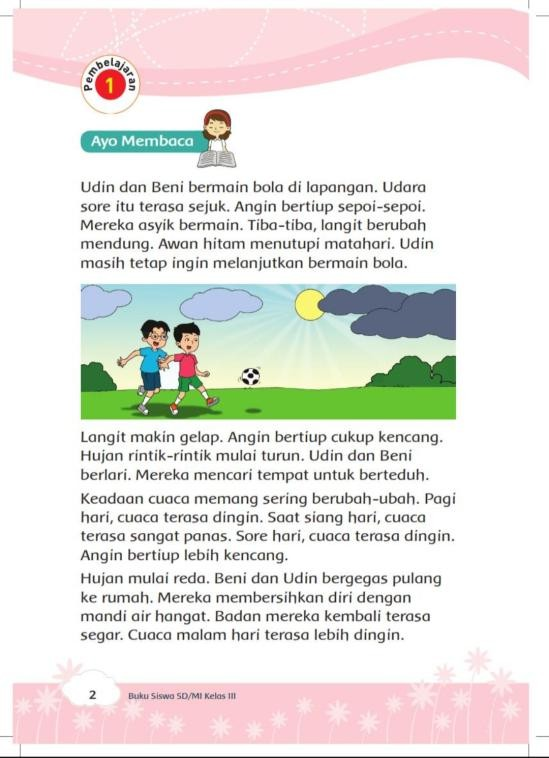 Pembelajaran
1
Ayo Membaca
Udin dan Beni bermain bola di lapangan. Udara
sore itu terasa sejuk. Angin bertiup sepoi-sepoi.
Mereka asyik bermain. Tiba-tiba, langit berubah
mendung. Awan hitam menutupi matahari. Udin
masih tetap ingin melanjutkan bermain bola.
Langit makin gelap. Angin bertiup cukup kencang.
Hujan rintik-rintik mulai turun. Udin dan Beni
berlari. Mereka mencari tempat untuk berteduh.
Keadaan cuaca memang sering berubah-ubah. Pagi
hari, cuaca terasa dingin. Saat siang hari, cuaca
terasa sangat panas. Sore hari, cuaca terasa dingin.
Angin bertiup lebih kencang.
Hujan mulai reda. Beni dan Udin bergegas pulang
ke rumah. Mereka membersihkan diri dengan
mandi air hangat. Badan mereka kembali terasa
segar. Cuaca malam hari terasa lebih dingin.
2
Buku Siswa SD/MI Kelas III